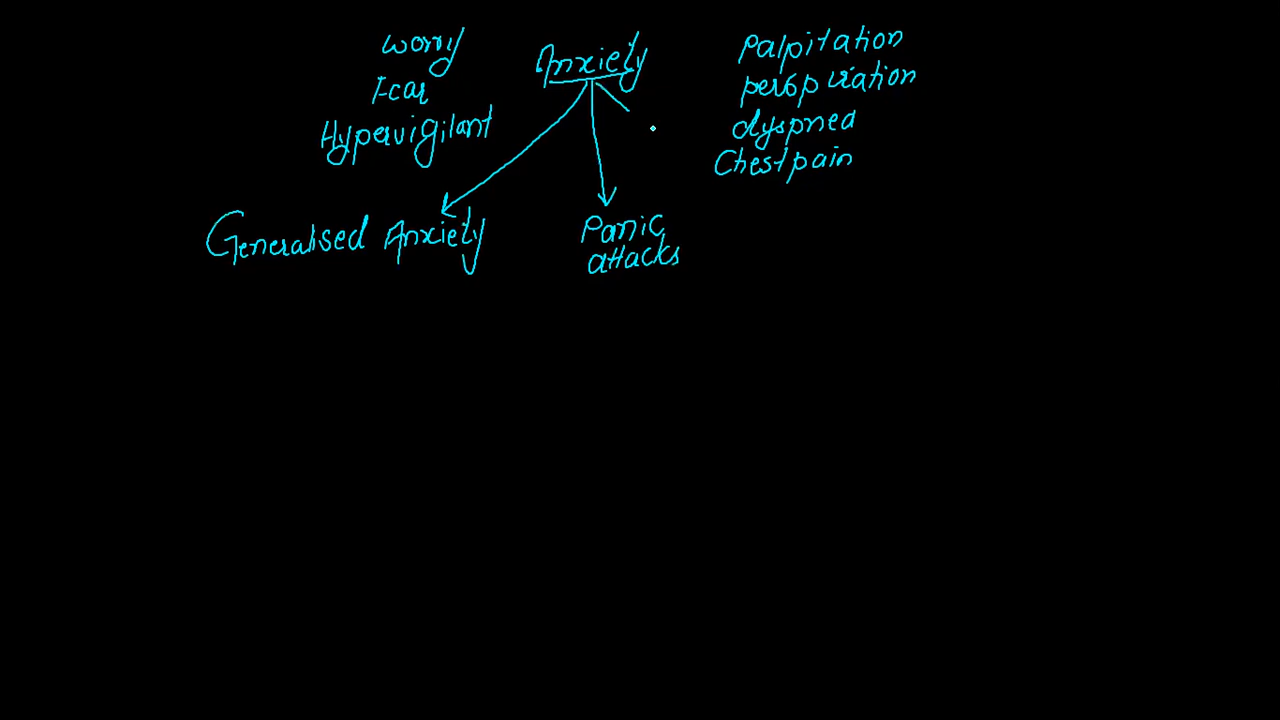 Worry
Fear
Hypervigilant
Anxiety
Palpitation
perspiration
dyspnea
Chestpain
Generalised Anxiety
Panic
attacks